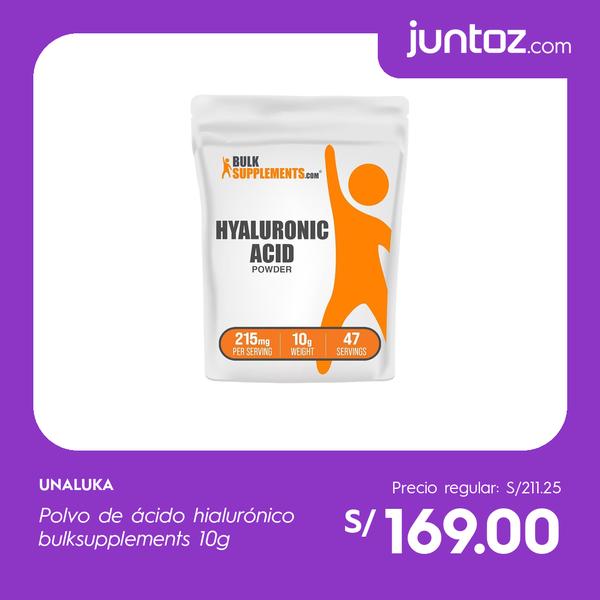 juntoz.com
BULK
SUPPLEMENTS.COM®
HYALURONIC
ACID
POWDER
215mg 10g 47
PER SERVING WEIGHT SERVINGS
UNALUKA
Polvo de ácido hialurónico
bulksupplements 10g
Precio regular: S/211.25
S/169.00